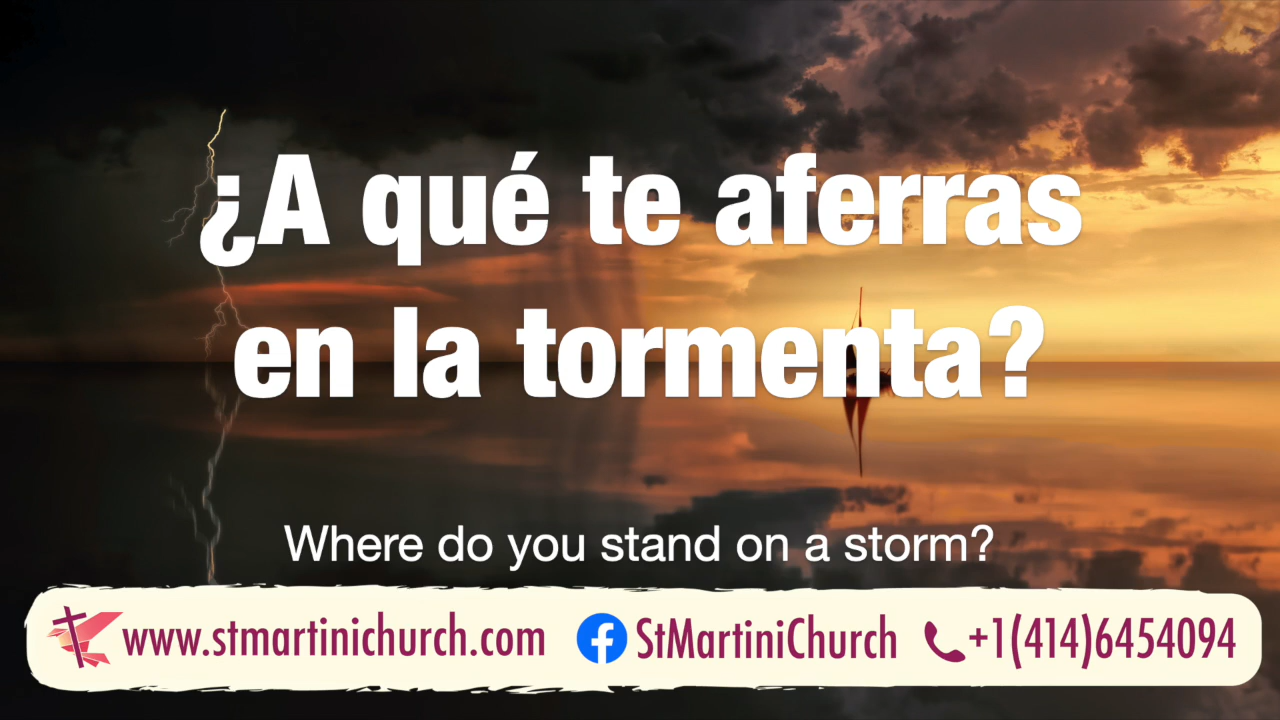 ¿A qué te aferras
en la tormenta?
Where do you stand on a storm?
www.stmartinichurch.com StMartiniChurch +1(414)6454094